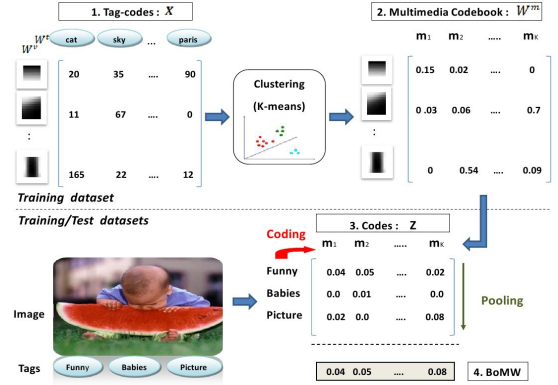 1. Tag-codes : X
2. Multimedia Codebook : W^m
W^t
W^v
cat sky ... paris
m1 m2 ..... mK
20 35 .... 90
11 67 .... 0
:
165 22 .... 12
Clustering
(K-means)
0.15 0.02 .... 0
0 .03 0.06 .... 0.7
:
0 0.54 .... 0.09
Training dataset
Training/Test datasets
3. Codes : Z
Coding
m1 m2 ..... mK
Funny 0.04 0.05 .... 0.02
Babies 0.0 0.01 .... 0.0
Picture 0.02 0.0 .... 0.08
Pooling
Image
Tags Funny Babies Picture
0.04 0.05 .... 0.08
4. BoMW